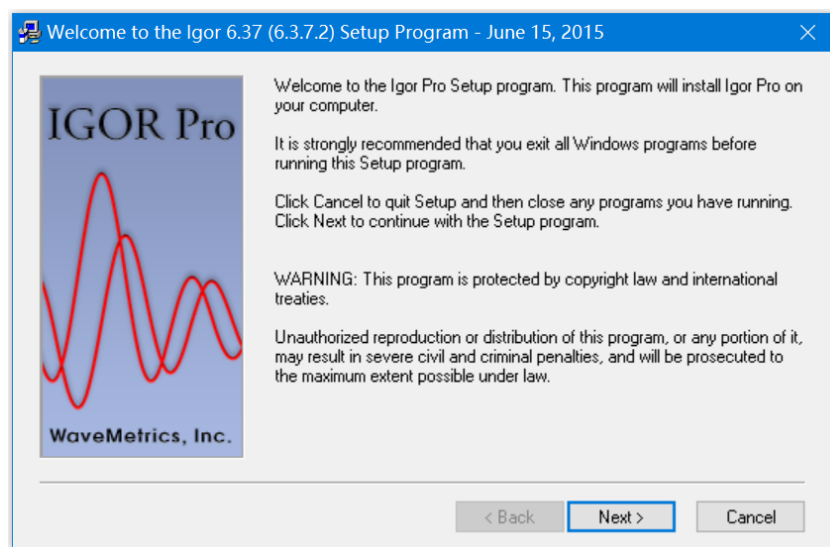 Welcome to the Igor 6.37 (6.3.7.2) Setup Program - June 15, 2015
IGOR Pro
WaveMetrics, Inc.
Welcome to the Igor Pro Setup program. This program will install Igor Pro on
your computer.
It is strongly recommended that you exit all Windows programs before
running this Setup program.
Click Cancel to quit Setup and then close any programs you have running.
Click Next to continue with the Setup program.
WARNING: This program is protected by copyright law and international
treaties.
Unauthorized reproduction or distribution of this program, or any portion of it,
may result in severe civil and criminal penalties, and will be prosecuted to
the maximum extent possible under law.
< Back
Next >
Cancel